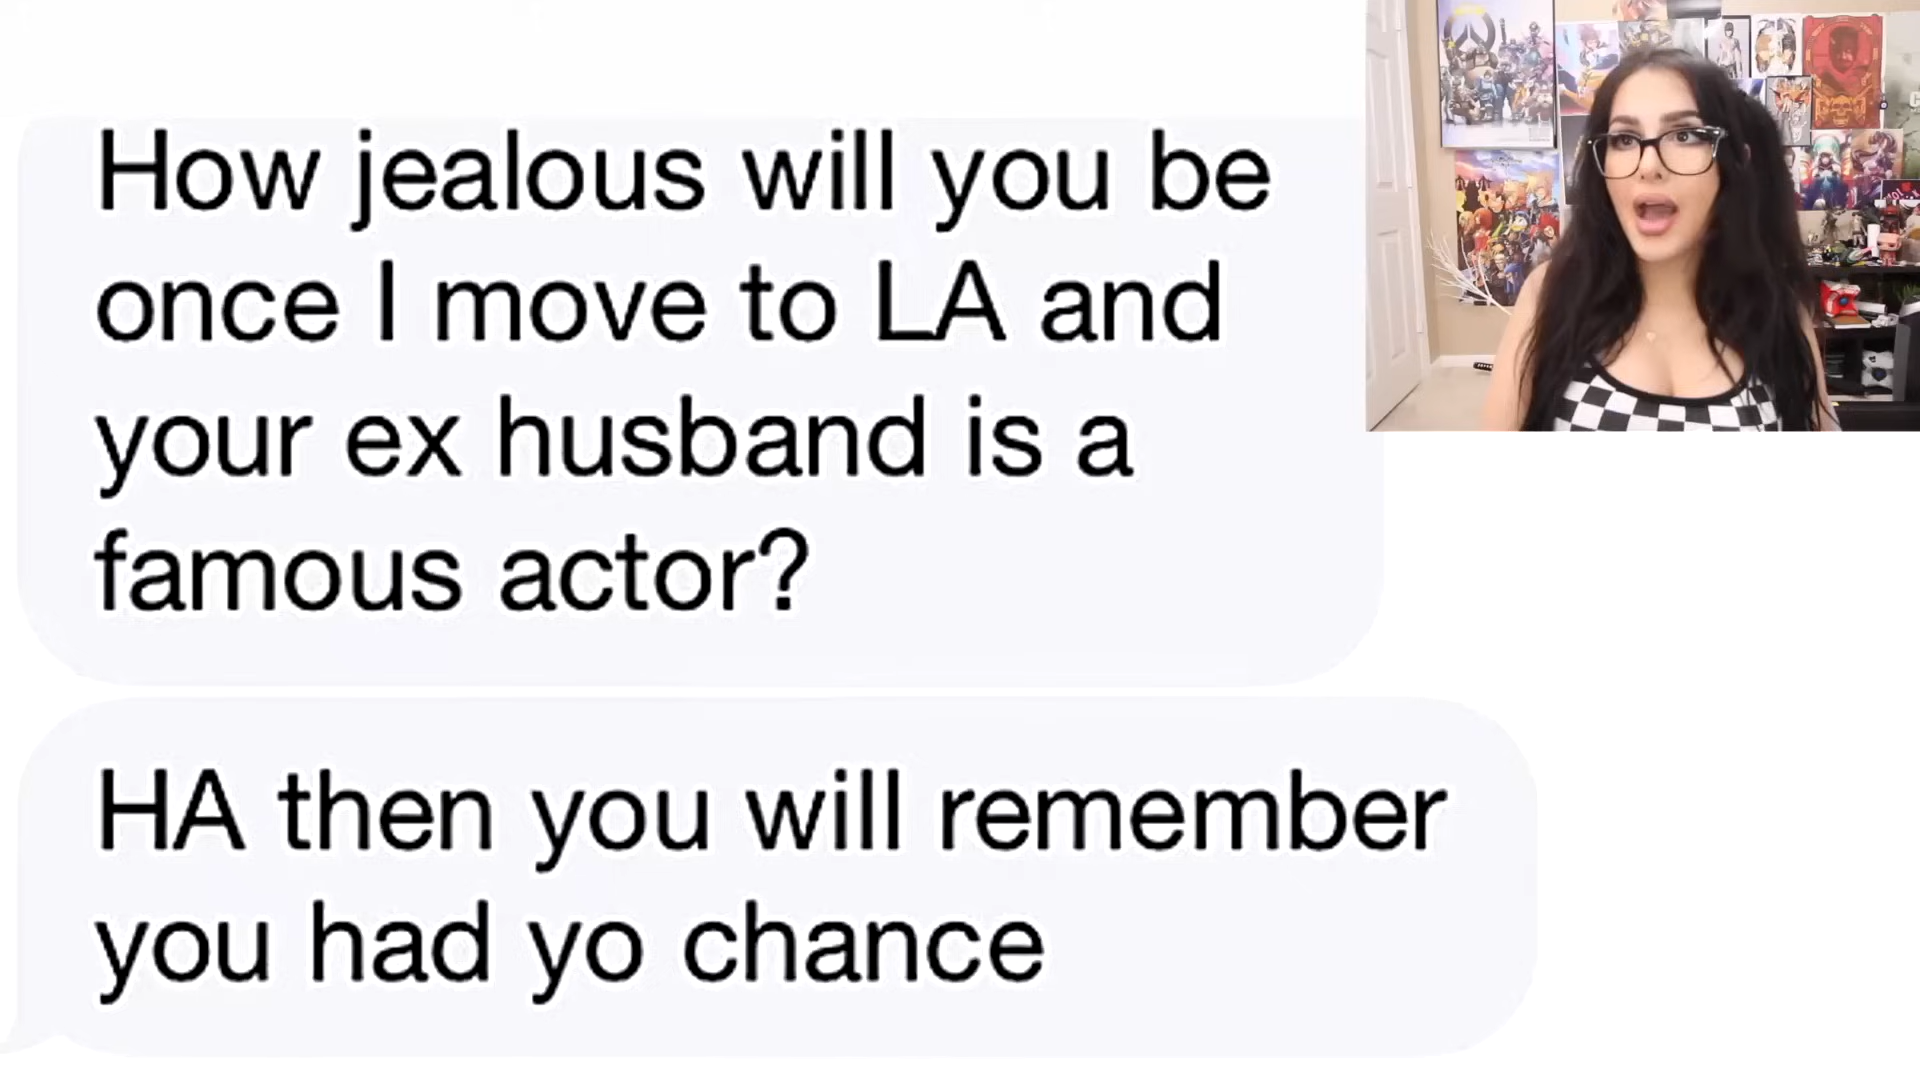 How jealous will you be
once I move to LA and
your ex husband is a
famous actor?
HA then you will remember
you had yo chance